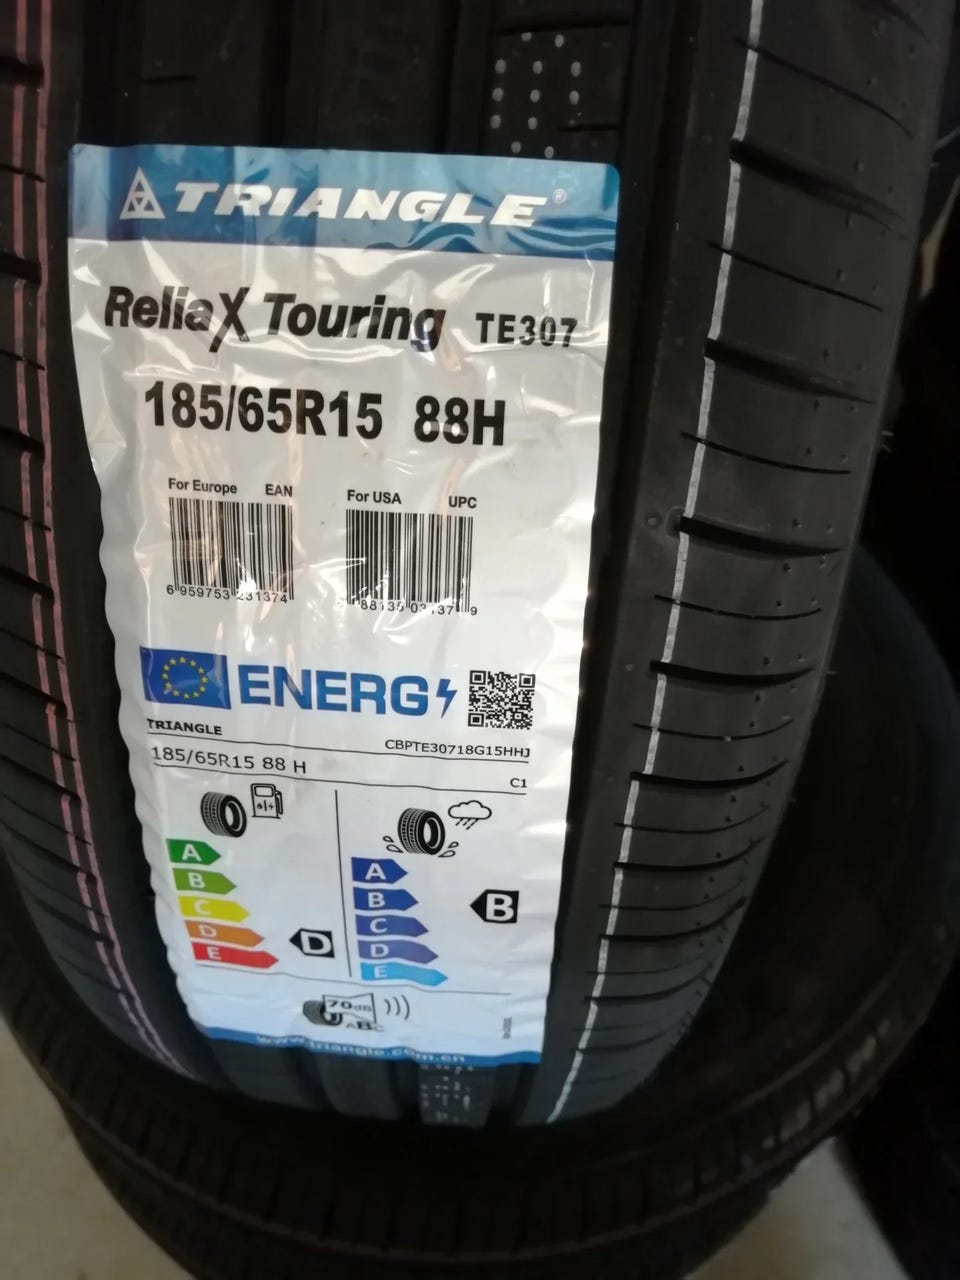 TRIANGLE®
ReliaX Touring TE307
185/65R15 88H
For Europe EAN
For USA UPC
6 959753 231374
ENERG
TRIANGLE
CBPTE30718G15HHJ
185/65R15 88 H
C1
A
B
C
D
E
D
A
B
C
D
E
B
70dB
ABC
www.triangle.com.cn